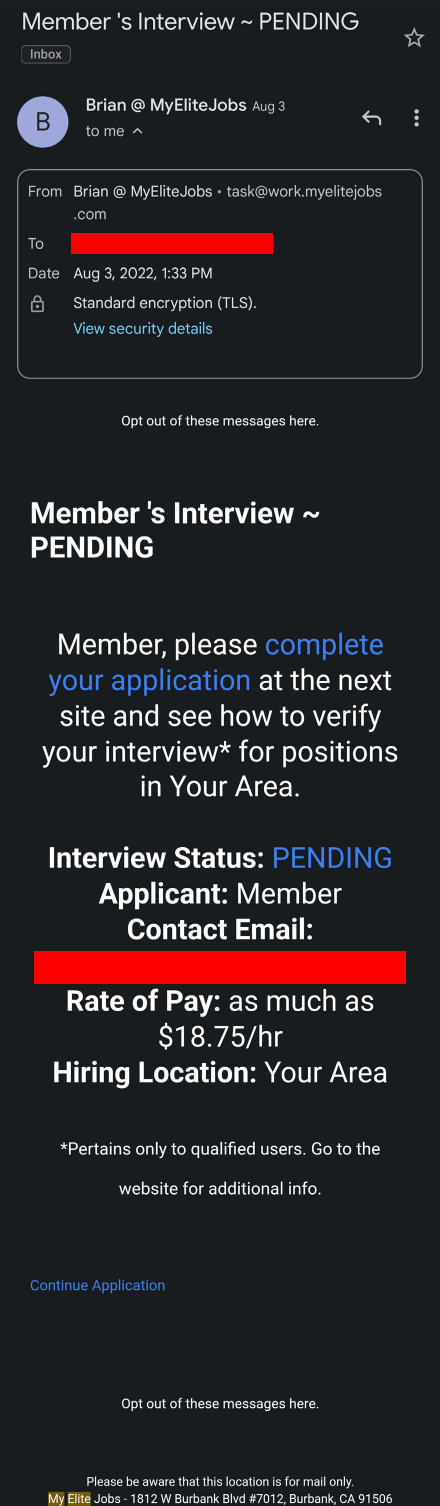 Member 's Interview ~ PENDING
Inbox
B
Brian @ MyEliteJobs Aug 3
to me
From Brian @ MyEliteJobs • task@work.myelitejobs
.com
To
Date Aug 3, 2022, 1:33 PM
Standard encryption (TLS).
View security details
Opt out of these messages here.
Member 's Interview ~
PENDING
Member, please complete
your application at the next
site and see how to verify
your interview* for positions
in Your Area.
Interview Status: PENDING
Applicant: Member
Contact Email:
Rate of Pay: as much as
$18.75/hr
Hiring Location: Your Area
*Pertains only to qualified users. Go to the
website for additional info.
Continue Application
Opt out of these messages here.
Please be aware that this location is for mail only.
My Elite Jobs - 1812 W Burbank Blvd #7012, Burbank, CA 91506